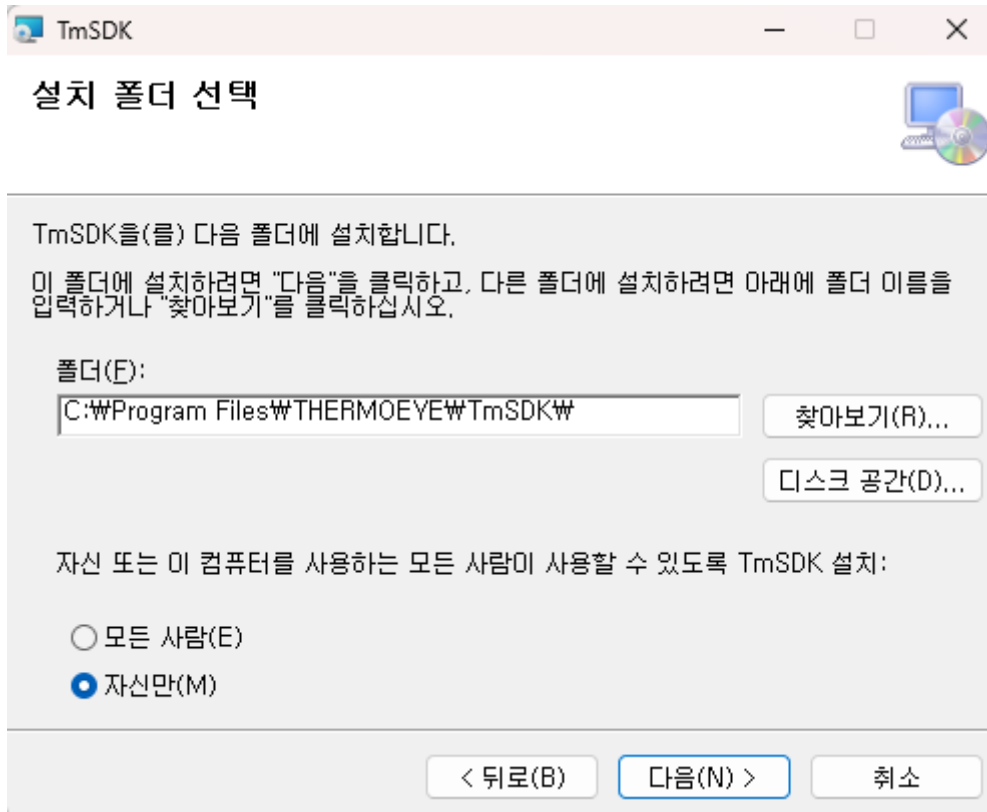 TmSDK
설치 폴더 선택
TmSDK을(를) 다음 폴더에 설치합니다.
이 폴더에 설치하려면 "다음"을 클릭하고, 다른 폴더에 설치하려면 아래에 폴더 이름을
입력하거나 "찾아보기"를 클릭하십시오.
폴더(F):
C:₩Program Files₩THERMOEYE₩TmSDK₩
찾아보기(R)...
디스크 공간(D)...
자신 또는 이 컴퓨터를 사용하는 모든 사람이 사용할 수 있도록 TmSDK 설치:
모든 사람(E)
자신만(M)
< 뒤로(B)
다음(N) >
취소